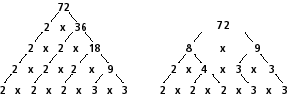 72
2 x 36
2 x 2 x 18
2 x 2 x 2 x 9
2 x 2 x 2 x 3 x 3
72
8 x 9
2 x 4 x 3 x 3
2 x 2 x 2 x 3 x 3